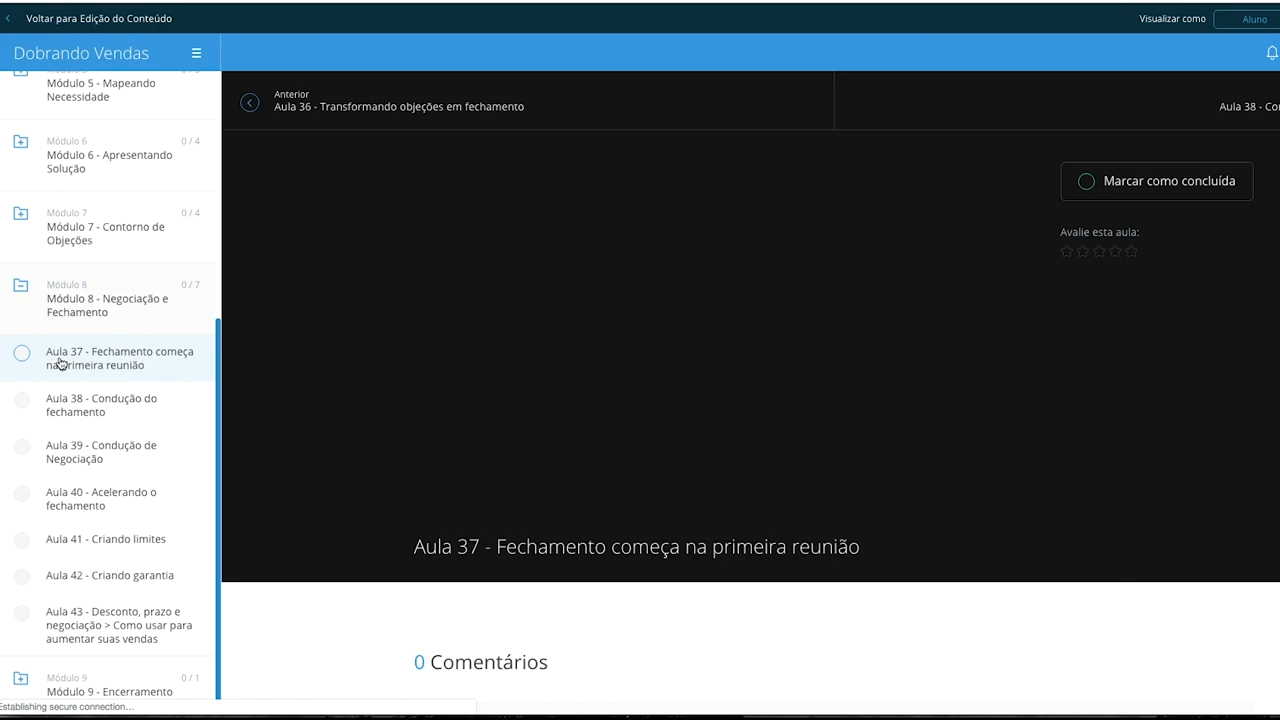 Voltar para Edição do Conteúdo
Visualizar como
Aluno
Dobrando Vendas
Módulo 5 - Mapeando
Necessidade
Módulo 6
0 / 4
Módulo 6 - Apresentando
Solução
Módulo 7
0 / 4
Módulo 7 - Contorno de
Objeções
Módulo 8
0 / 7
Módulo 8 - Negociação e
Fechamento
Aula 37 - Fechamento começa
na primeira reunião
Aula 38 - Condução do
fechamento
Aula 39 - Condução de
Negociação
Aula 40 - Acelerando o
fechamento
Aula 41 - Criando limites
Aula 42 - Criando garantia
Aula 43 - Desconto, prazo e
negociação > Como usar para
aumentar suas vendas
Módulo 9
0 / 1
Módulo 9 - Encerramento
Establishing secure connection...
Anterior
Aula 36 - Transformando objeções em fechamento
Aula 38 - Co
Marcar como concluída
Avalie esta aula:
Aula 37 - Fechamento começa na primeira reunião
0 Comentários